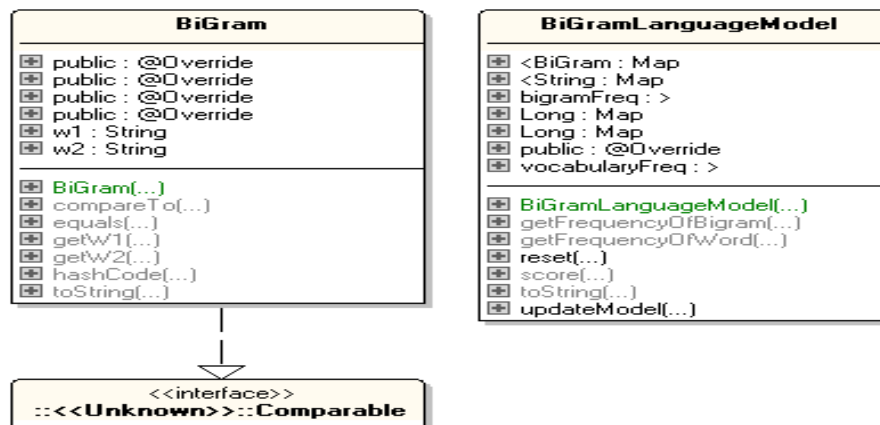 BiGram
public : @Override
public : @Override
public : @Override
public : @Override
w1 : String
w2 : String
BiGram(...)
compareTo(...)
equals(...)
getW1(...)
getW2(...)
hashCode(...)
toString(...)
<<interface>>
::<<Unknown>>::Comparable
BiGramLanguageModel
<BiGram : Map
<String : Map
bigramFreq : >
Long : Map
Long : Map
public : @Override
vocabularyFreq : >
BiGramLanguageModel(...)
getFrequencyOfBigram(...)
getFrequencyOfWord(...)
reset(...)
score(...)
toString(...)
updateModel(...)